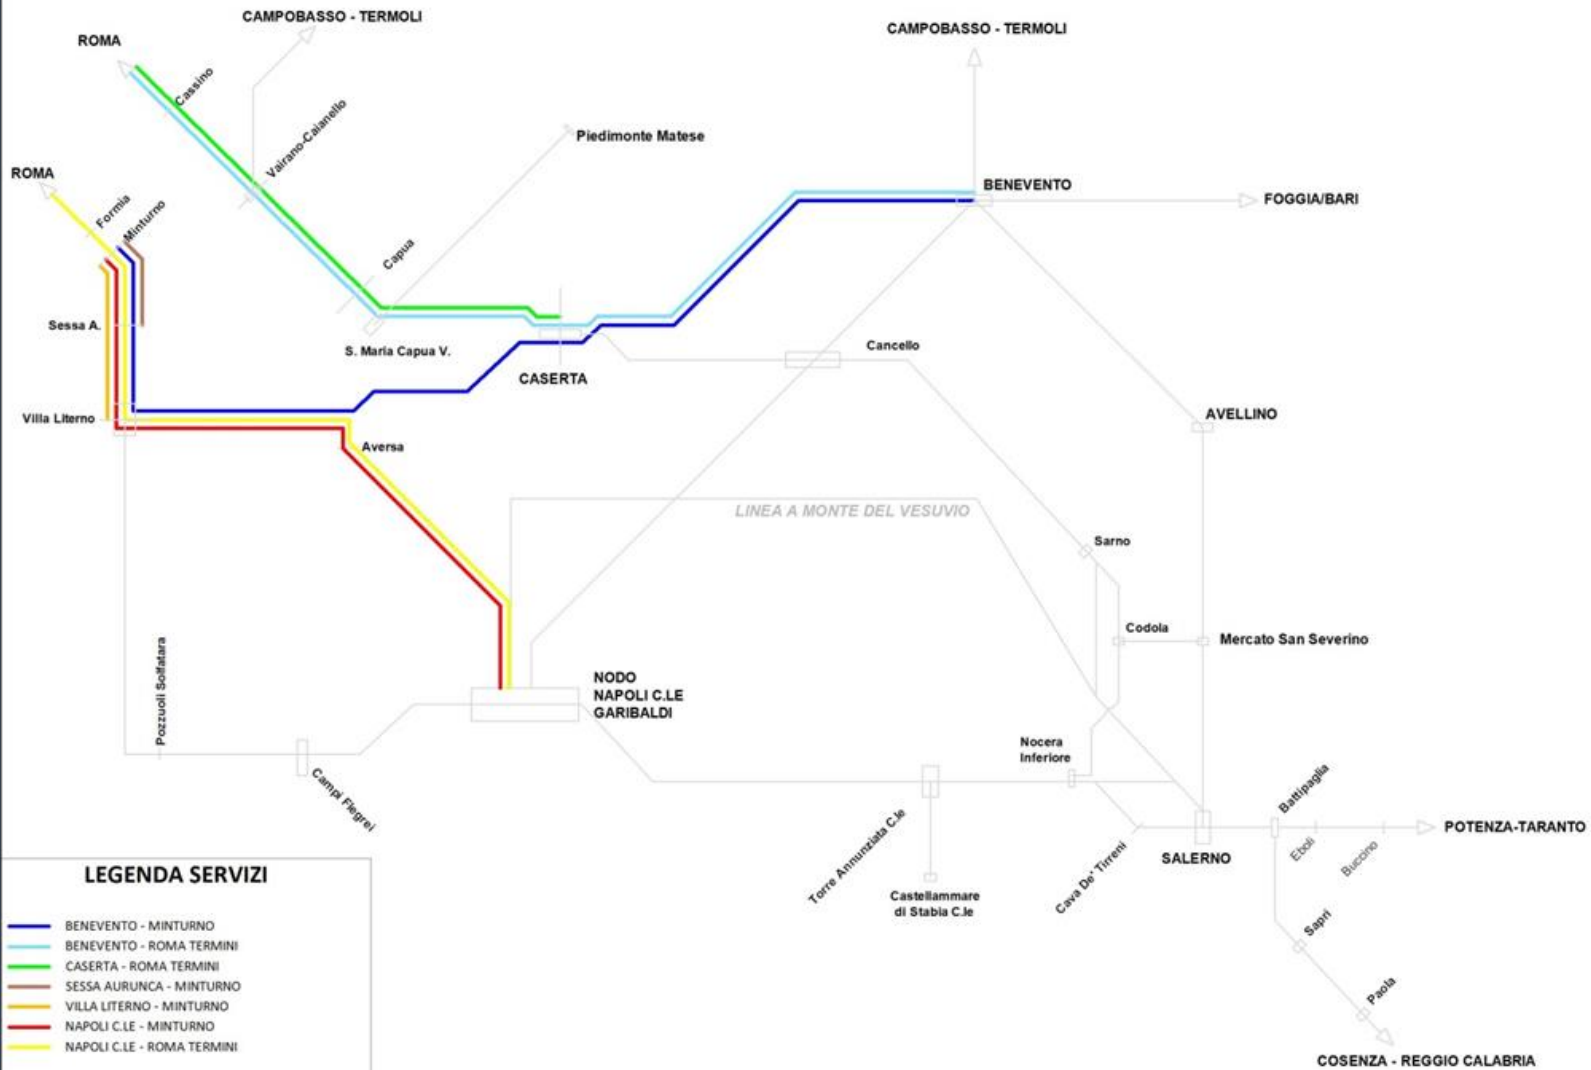 CAMPOBASSO - TERMOLI
CAMPOBASSO - TERMOLI
ROMA
Cassino
Vairano-Caianello
Piedimonte Matese
ROMA
Formia
Minturno
BENEVENTO
FOGGIA/BARI
Capua
Sessa A.
S. Maria Capua V.
Cancello
CASERTA
Villa Literno
AVELLINO
Aversa
LINEA A MONTE DEL VESUVIO
Sarno
Codola
Mercato San Severino
Pozzuoli Solfatara
NODO
NAPOLI C.LE
GARIBALDI
Nocera
Inferiore
Campi Flegrei
Battipaglia
Torre Annunziata C.le
Cava De' Tirreni
SALERNO
Eboli
Buccino
POTENZA-TARANTO
Castellammare
di Stabia C.le
Sapri
Paola
COSENZA - REGGIO CALABRIA
LEGENDA SERVIZI
BENEVENTO - MINTURNO
BENEVENTO - ROMA TERMINI
CASERTA - ROMA TERMINI
SESSA AURUNCA - MINTURNO
VILLA LITERNO - MINTURNO
NAPOLI C.LE - MINTURNO
NAPOLI C.LE - ROMA TERMINI